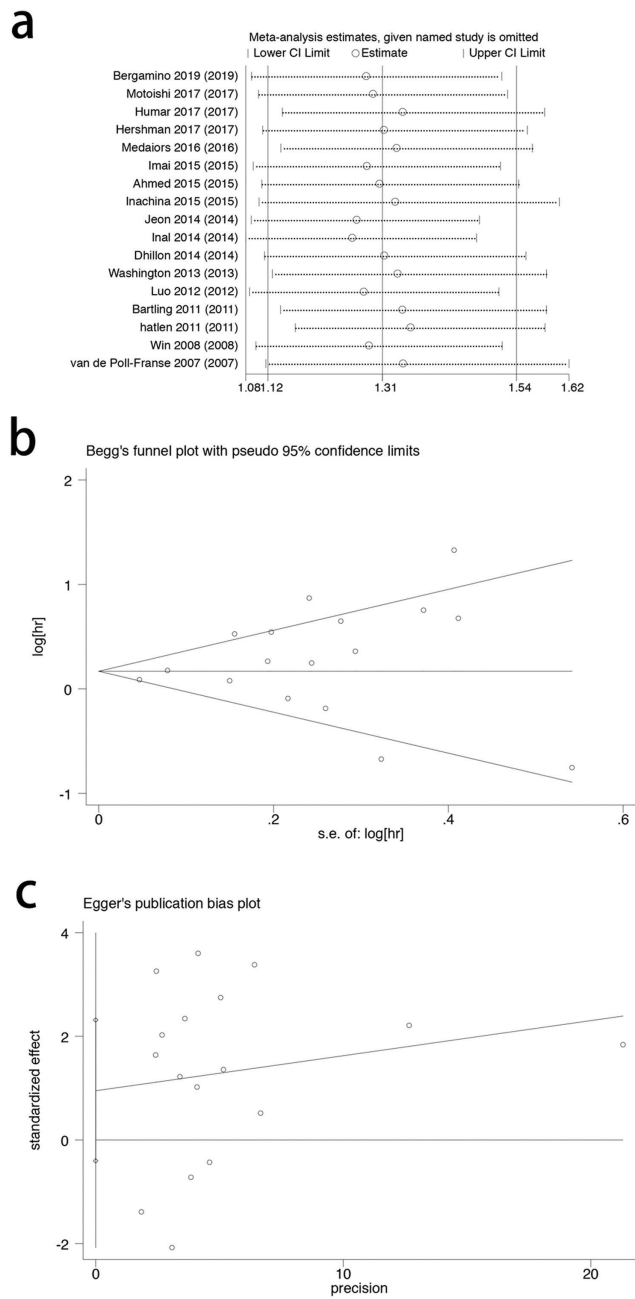 a
Meta-analysis estimates, given named study is omitted
Lower CI Limit Estimate Upper CI Limit
Bergamino 2019 (2019)
Motoishi 2017 (2017)
Humar 2017 (2017)
Hershman 2017 (2017)
Medaiors 2016 (2016)
Imai 2015 (2015)
Ahmed 2015 (2015)
Inachina 2015 (2015)
Jeon 2014 (2014)
Inal 2014 (2014)
Dhillon 2014 (2014)
Washington 2013 (2013)
Luo 2012 (2012)
Bartling 2011 (2011)
hatlen 2011 (2011)
Win 2008 (2008)
van de Poll-Franse 2007 (2007)
1.08 1.12 1.31 1.54 1.62
b
Begg's funnel plot with pseudo 95% confidence limits
2
1
0
-1
log[hr]
0 .2 .4 .6
s.e. of: log[hr]
c
Egger's publication bias plot
4
2
0
-2
standardized effect
0 10 20
precision